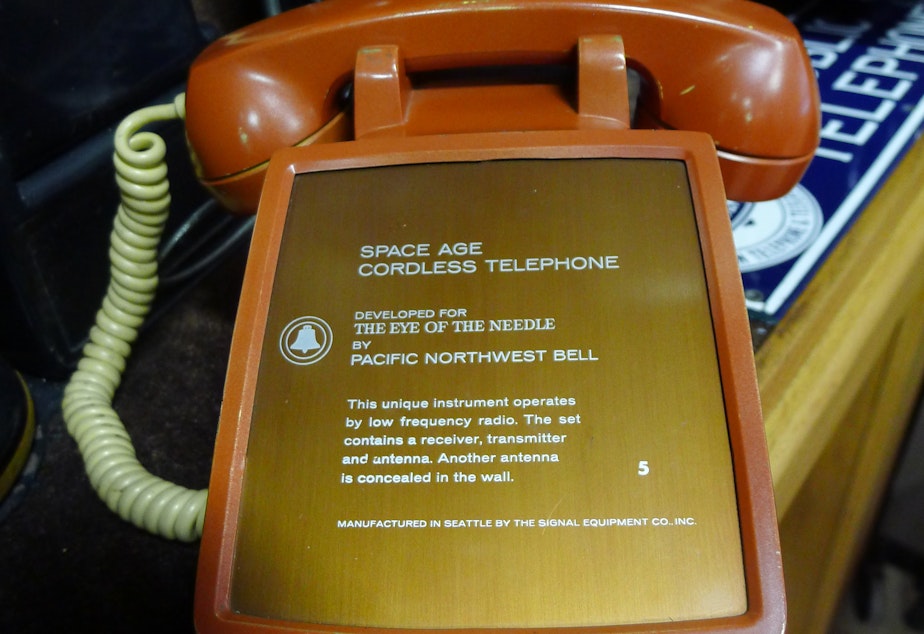 SPACE AGE
CORDLESS TELEPHONE
DEVELOPED FOR
THE EYE OF THE NEEDLE
BY
PACIFIC NORTHWEST BELL
This unique instrument operates
by low frequency radio. The set
contains a receiver, transmitter
and antenna. Another antenna
is concealed in the wall.
5
MANUFACTURED IN SEATTLE BY THE SIGNAL EQUIPMENT CO., INC.